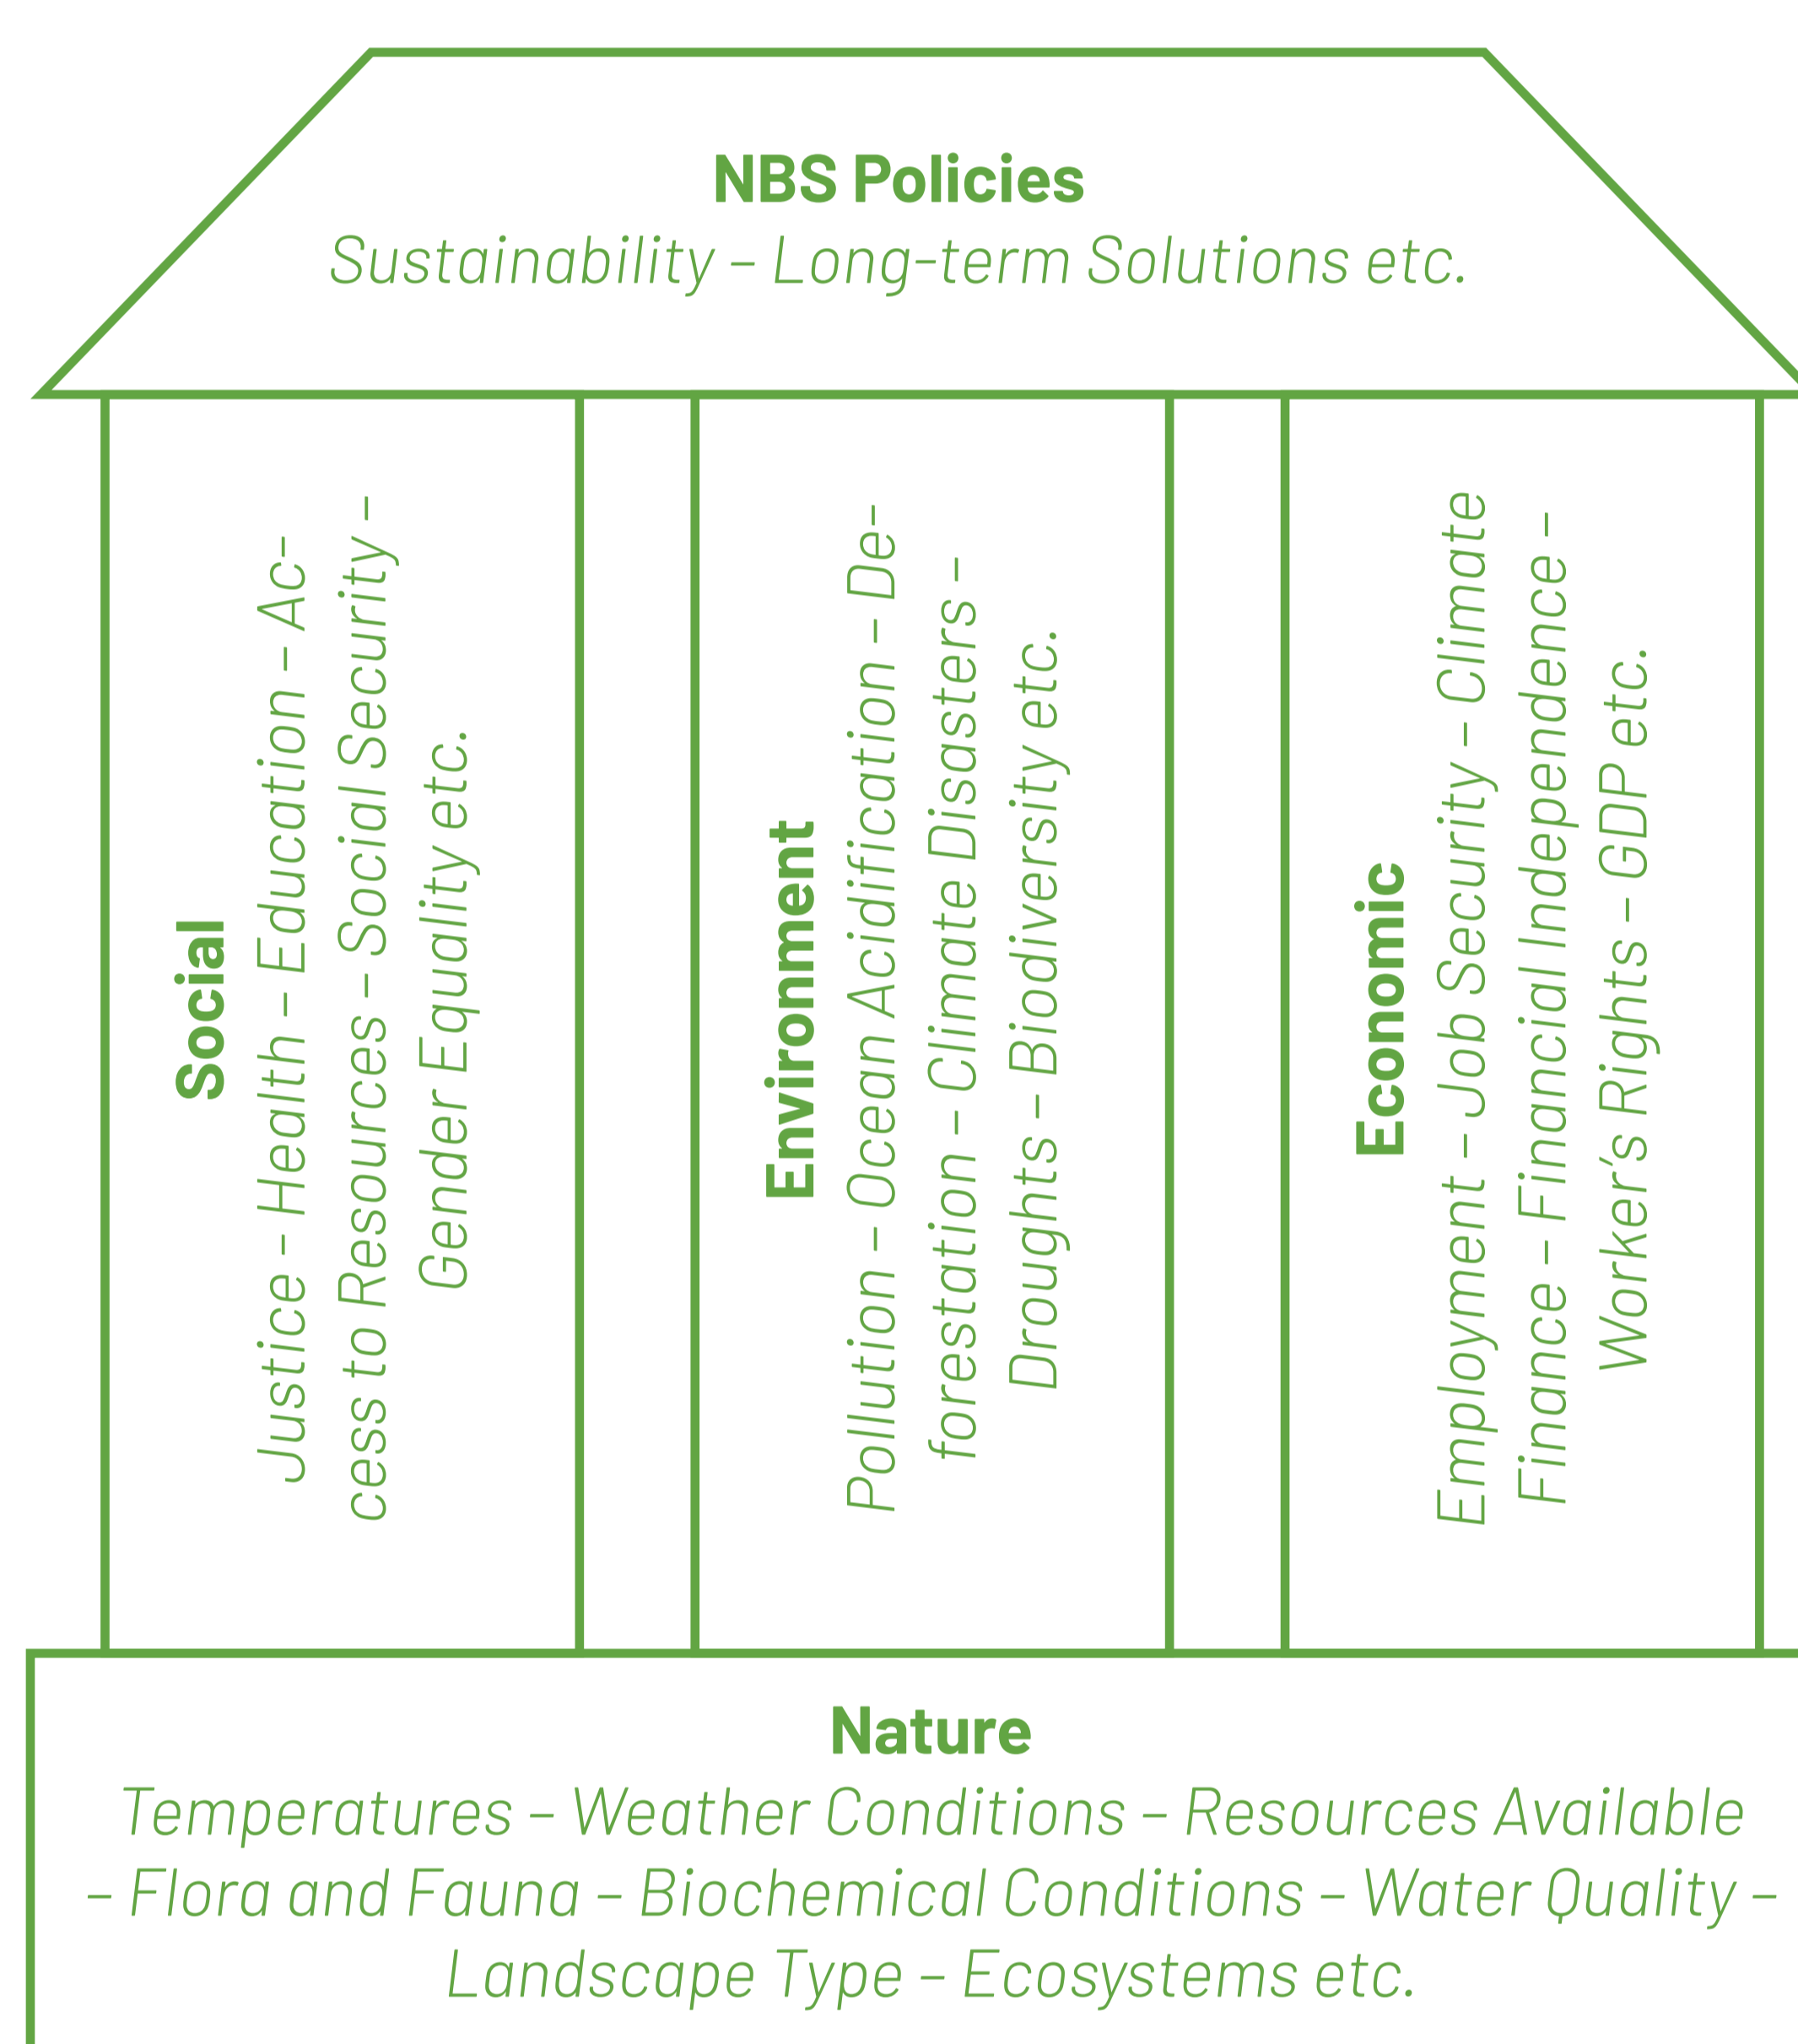 NBS Policies
Sustainability – Long-term Solutions etc.
Social
Justice – Health – Education – Ac-
cess to Resources – Social Security –
Gender Equality etc.
Environment
Pollution – Ocean Acidification – De-
forestation – Climate Disasters –
Droughts – Biodiversity etc.
Economic
Employment – Job Security – Climate
Finance – Financial Independence –
Worker´s Rights – GDP etc.
Nature
Temperatures – Weather Conditions – Resources Available
– Flora and Fauna – Biochemical Conditions – Water Quality –
Landscape Type – Ecosystems etc.